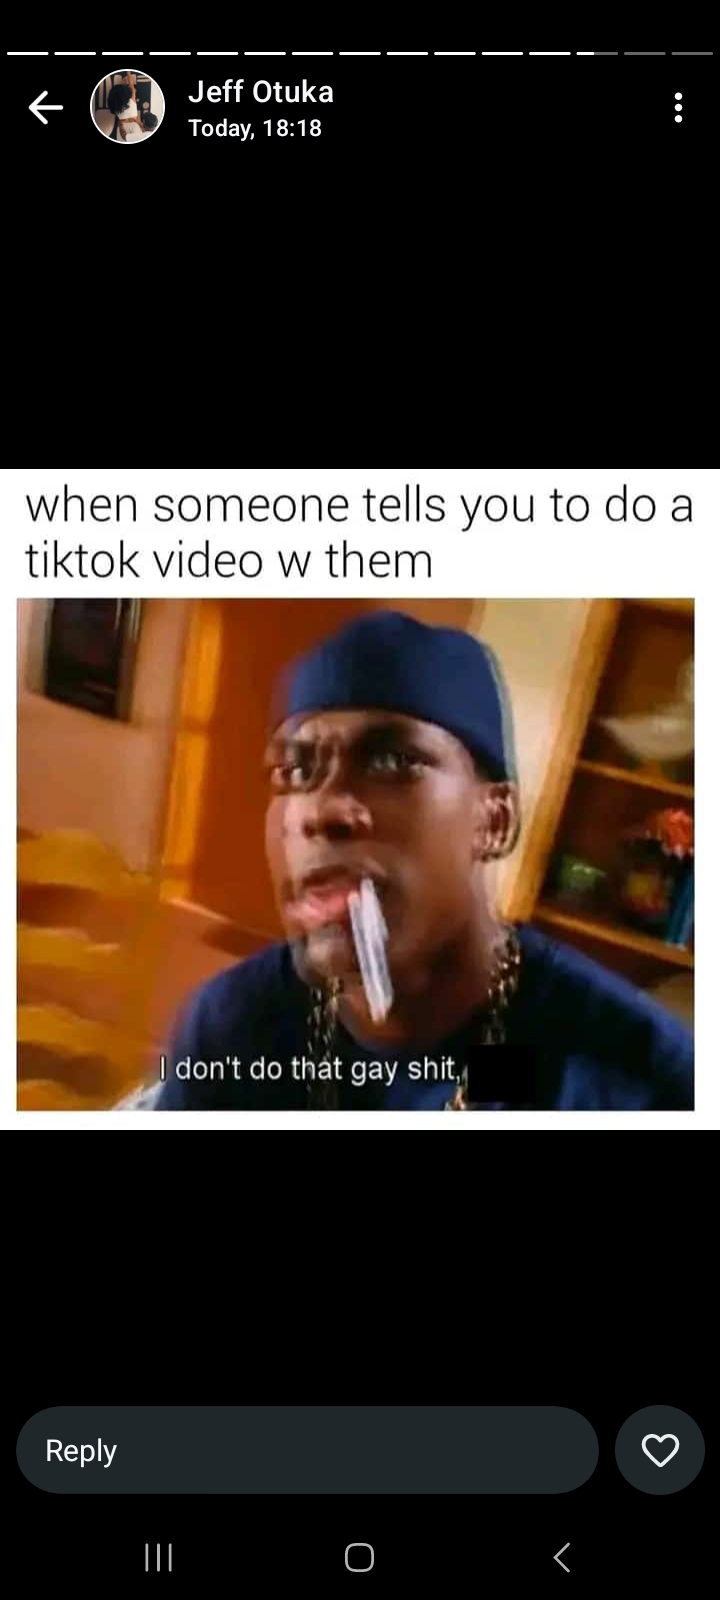 Jeff Otuka
Today, 18:18
when someone tells you to do a
tiktok video w them
I don't do that gay shit,
Reply